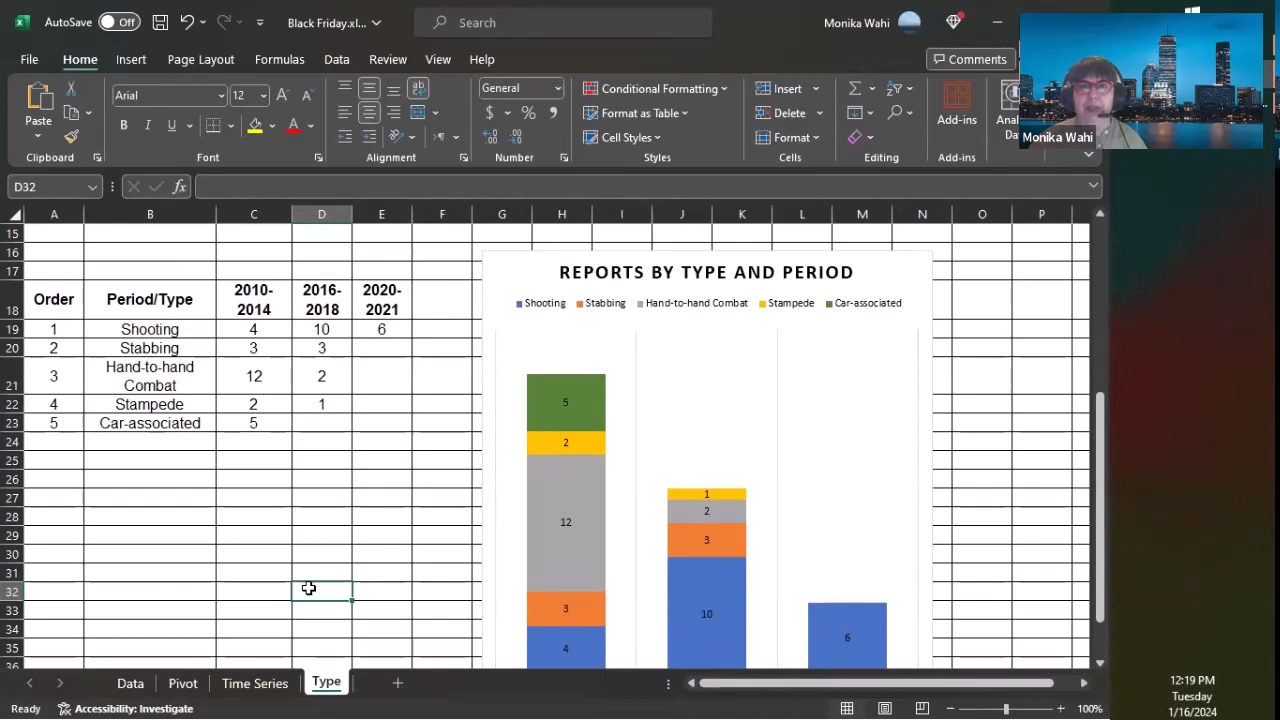 AutoSave Off Black Friday.xl... Search Monika Wahi
File Home Insert Page Layout Formulas Data Review View Help Comments
Paste Arial 12 General Conditional Formatting Insert Add-ins
Format as Table Delete
Cell Styles Format
Clipboard Font Alignment Number Styles Cells Editing Add-ins
Monika Wahi
D32 fx
A B C D E F G H I J K L M N O P
15
16
17
18 Order Period/Type 2010-2014 2016-2018 2020-2021
19 1 Shooting 4 10 6
20 2 Stabbing 3 3
21 3 Hand-to-hand Combat 12 2
22 4 Stampede 2 1
23 5 Car-associated 5
24
25
26
27
28
29
30
31
32
33
34
35
36
REPORTS BY TYPE AND PERIOD
Shooting Stabbing Hand-to-hand Combat Stampede Car-associated
5
2
12
3
4
1
2
3
10
6
Data Pivot Time Series Type
Ready Accessibility: Investigate 100%
12:19 PM
Tuesday
1/16/2024